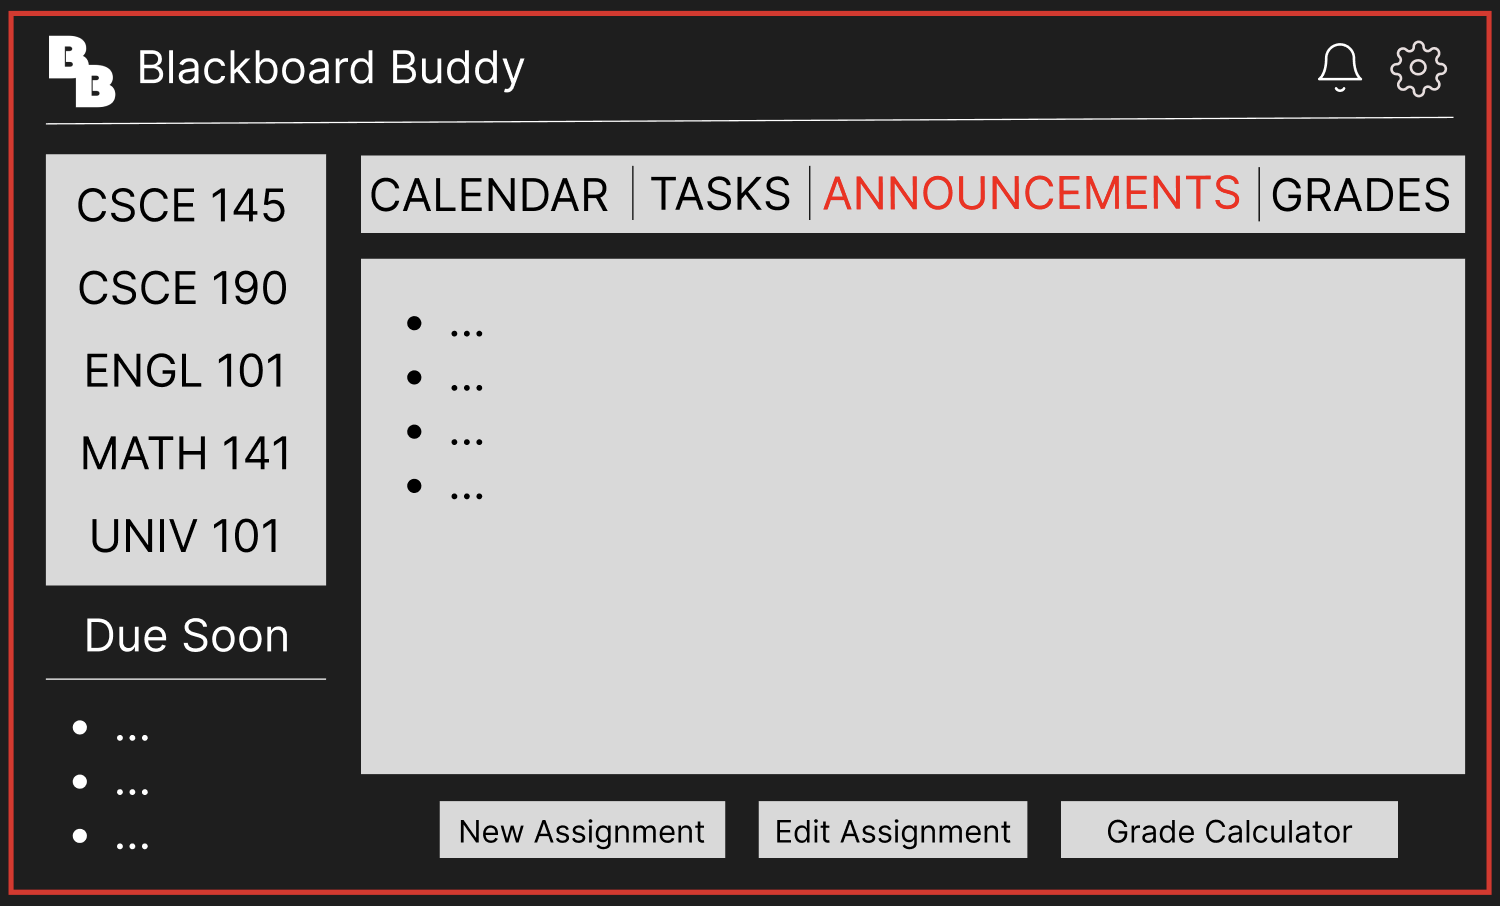 BB Blackboard Buddy
CSCE 145
CSCE 190
ENGL 101
MATH 141
UNIV 101
Due Soon
• ...
• ...
• ...
CALENDAR TASKS ANNOUNCEMENTS GRADES
• ...
• ...
• ...
• ...
New Assignment Edit Assignment Grade Calculator